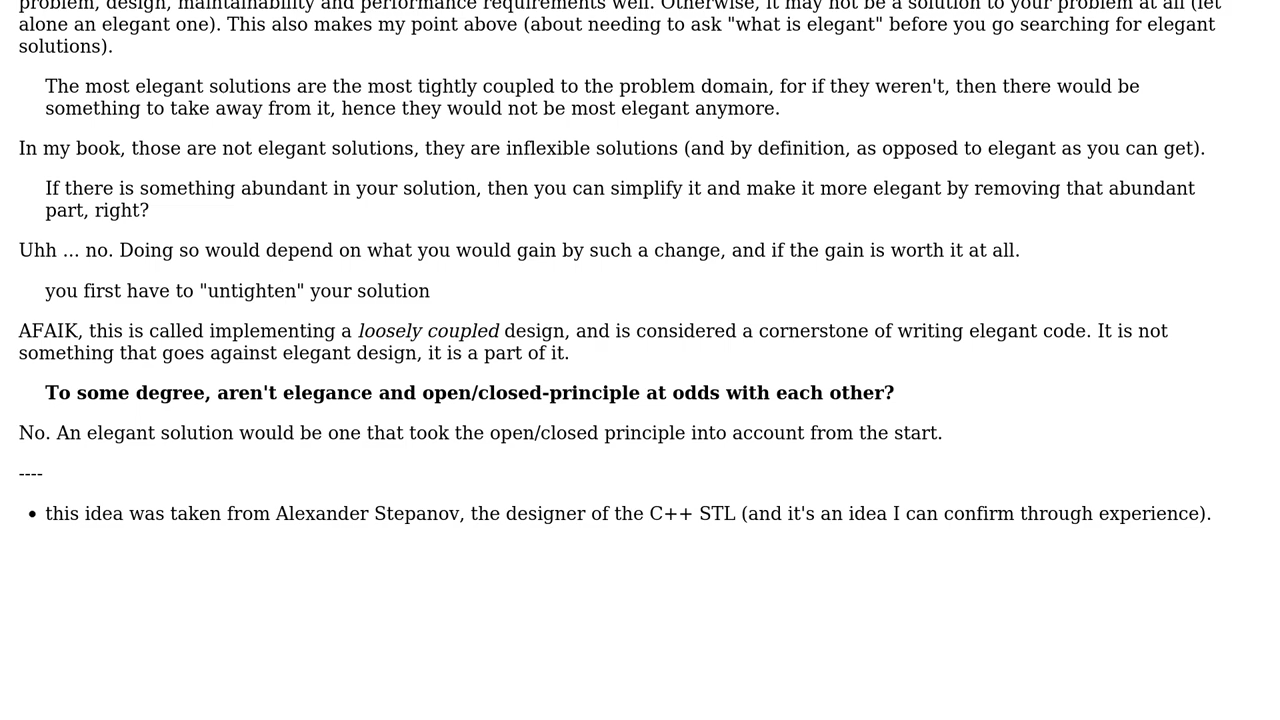 problem, design, maintainability and performance requirements well. Otherwise, it may not be a solution to your problem at all (let
alone an elegant one). This also makes my point above (about needing to ask "what is elegant" before you go searching for elegant
solutions).
The most elegant solutions are the most tightly coupled to the problem domain, for if they weren't, then there would be
something to take away from it, hence they would not be most elegant anymore.
In my book, those are not elegant solutions, they are inflexible solutions (and by definition, as opposed to elegant as you can get).
If there is something abundant in your solution, then you can simplify it and make it more elegant by removing that abundant
part, right?
Uhh ... no. Doing so would depend on what you would gain by such a change, and if the gain is worth it at all.
you first have to "untighten" your solution
AFAIK, this is called implementing a loosely coupled design, and is considered a cornerstone of writing elegant code. It is not
something that goes against elegant design, it is a part of it.
To some degree, aren't elegance and open/closed-principle at odds with each other?
No. An elegant solution would be one that took the open/closed principle into account from the start.
----
• this idea was taken from Alexander Stepanov, the designer of the C++ STL (and it's an idea I can confirm through experience).